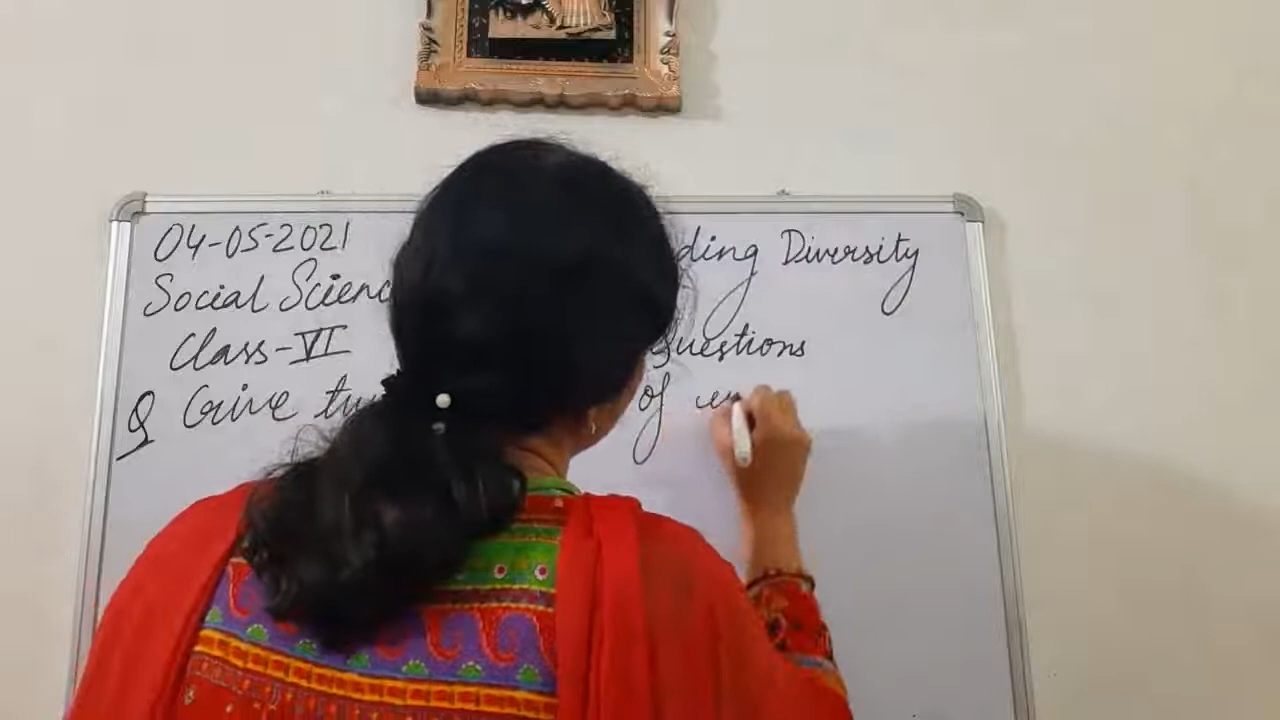 04-05-2021 ding Diversity
Social Scienc
Class-VI Questions
Q Give tw of